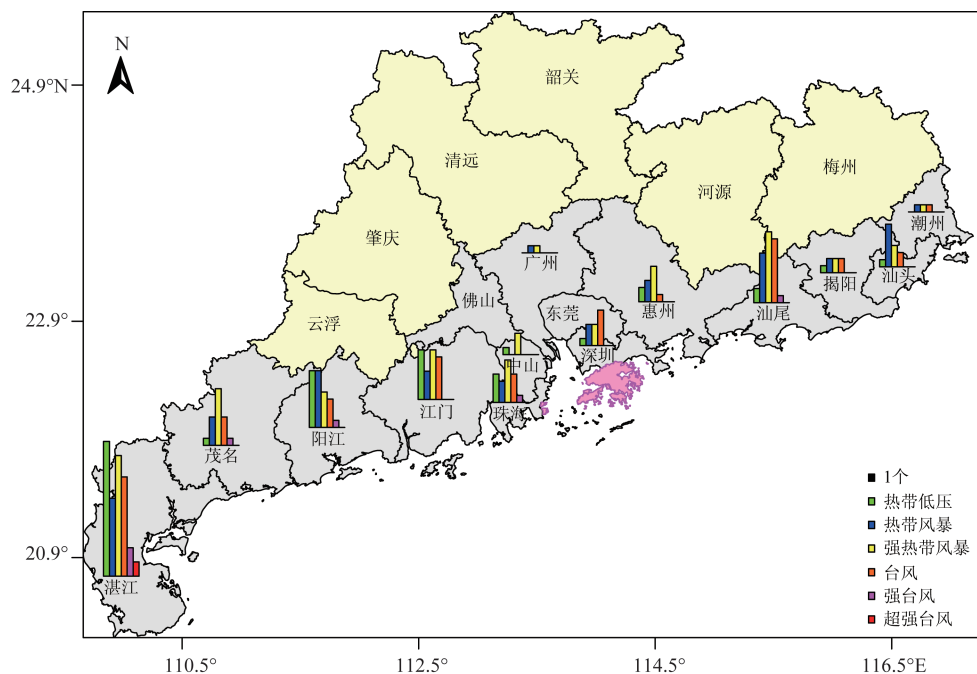 N
24.9°N
韶关
清远
梅州
河源
肇庆
潮州
广州
汕头
揭阳
佛山
东莞
惠州
汕尾
22.9°
云浮
深圳
中山
江门
珠海
阳江
茂名
1个
热带低压
热带风暴
强热带风暴
20.9°
台风
湛江
强台风
超强台风
110.5°
112.5°
114.5°
116.5°E